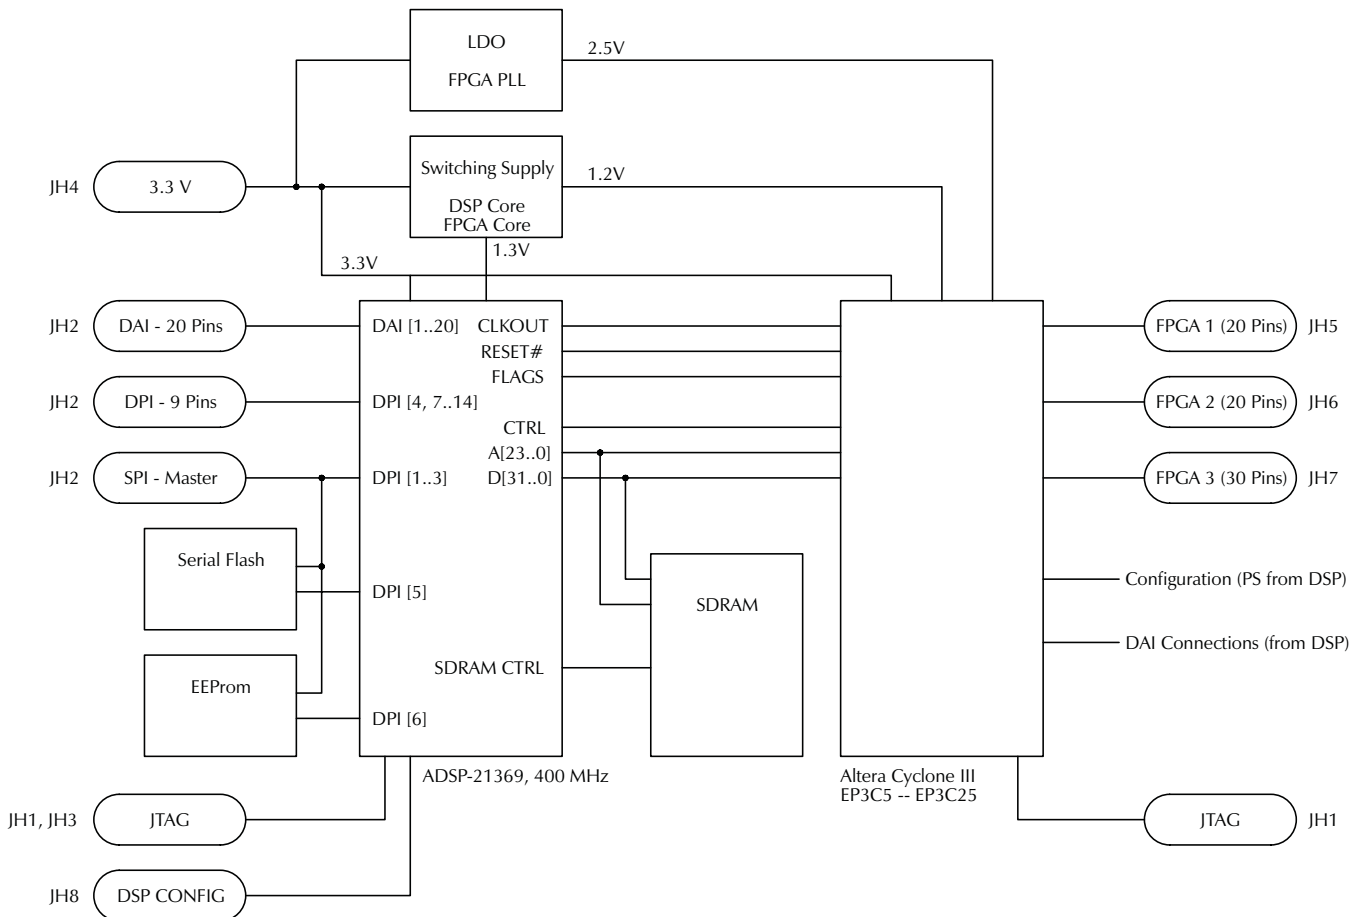 LDO
FPGA PLL
2.5V
Switching Supply
DSP Core
FPGA Core
1.2V
1.3V
JH4
3.3 V
3.3V
JH2
DAI - 20 Pins
DAI [1..20]
CLKOUT
RESET#
FLAGS
JH2
DPI - 9 Pins
DPI [4, 7..14]
CTRL
A[23..0]
D[31..0]
JH2
SPI - Master
DPI [1..3]
Serial Flash
DPI [5]
EEProm
DPI [6]
SDRAM CTRL
SDRAM
ADSP-21369, 400 MHz
FPGA 1 (20 Pins)
JH5
FPGA 2 (20 Pins)
JH6
FPGA 3 (30 Pins)
JH7
Configuration (PS from DSP)
DAI Connections (from DSP)
Altera Cyclone III
EP3C5 -- EP3C25
JH1, JH3
JTAG
JTAG
JH1
JH8
DSP CONFIG